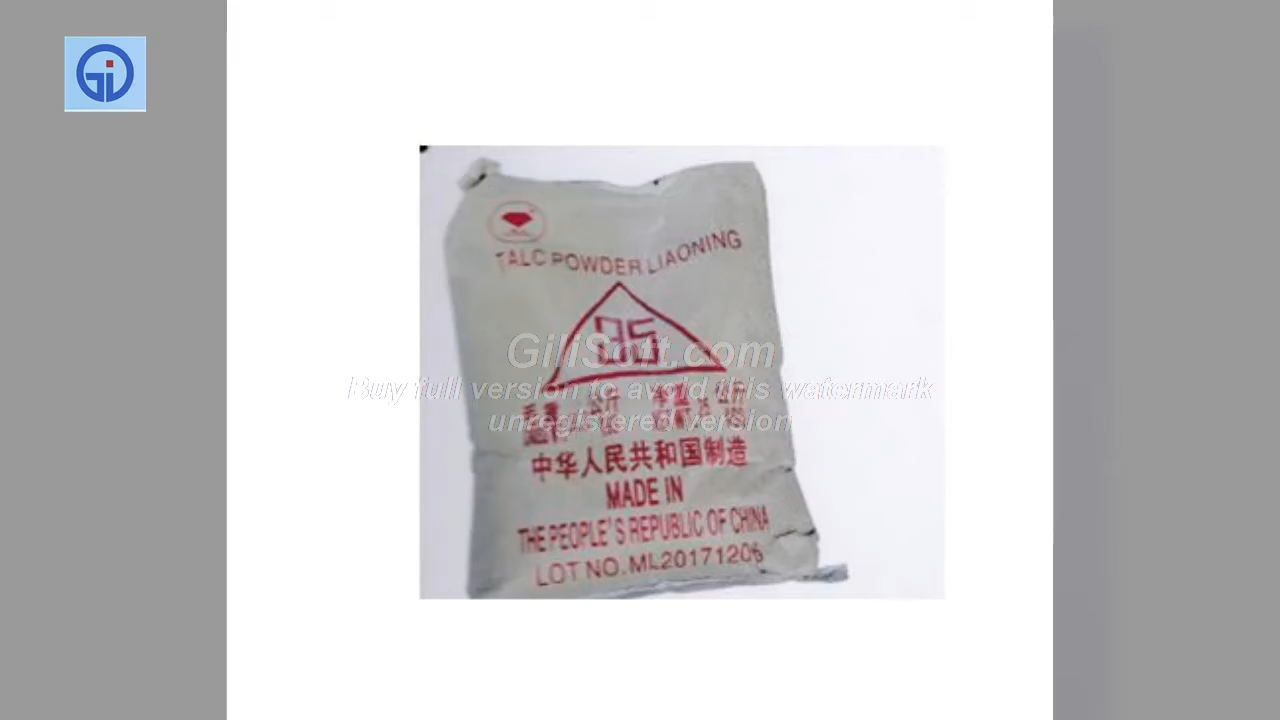 TALC POWDER LIAONING
GiliSoft.com
Buy full version to avoid this watermark
unregistered version
中华人民共和国制造
MADE IN
THE PEOPLE'S REPUBLIC OF CHINA
LOT NO. ML20171206